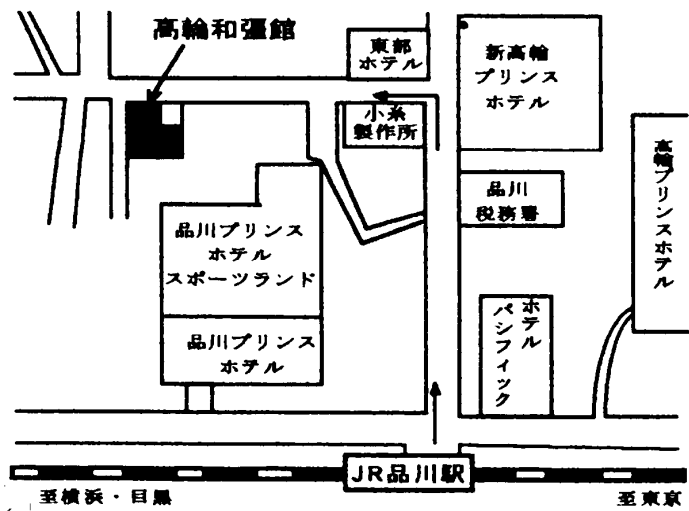 高輪和彊館
東部
ホテル
新高輪
プリンス
ホテル
小糸
製作所
高輪プリンスホテル
品川
税務署
品川プリンス
ホテル
スポーツランド
ホテル
パシフィック
品川プリンス
ホテル
JR品川駅
至横浜・目黒
至東京